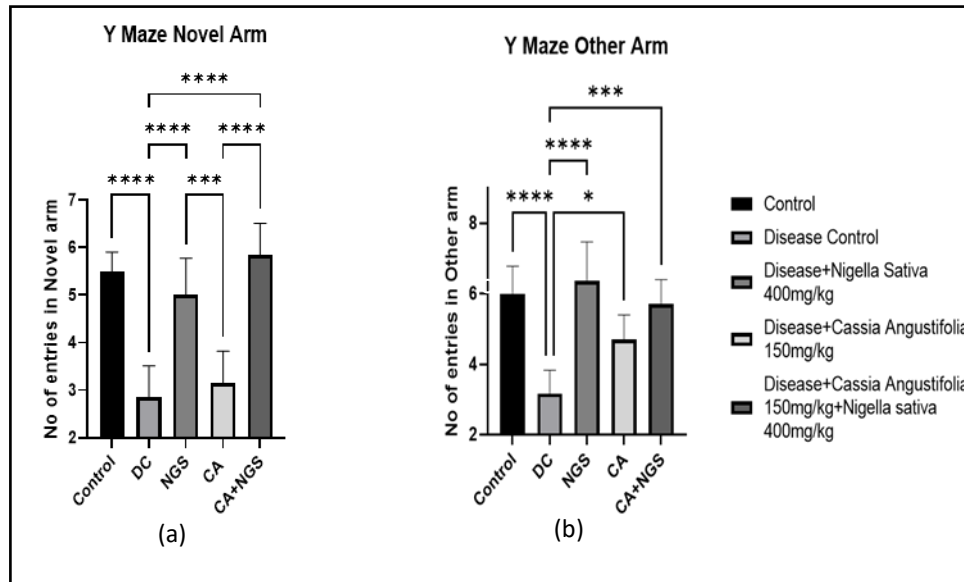 Y Maze Novel Arm
****
**** ****
**** ***
No of entries in Novel arm
7
6
5
4
3
2
Control
DC
NGS
CA
CA+NGS
(a)
Y Maze Other Arm
***
****
**** *
No of entries in Other arm
8
6
4
2
Control
DC
NGS
CA
CA+NGS
(b)
Control
Disease Control
Disease+Nigella Sativa
400mg/kg
Disease+Cassia Angustifolia
150mg/kg
Disease+Cassia Angustifolia
150mg/kg+Nigella sativa
400mg/kg